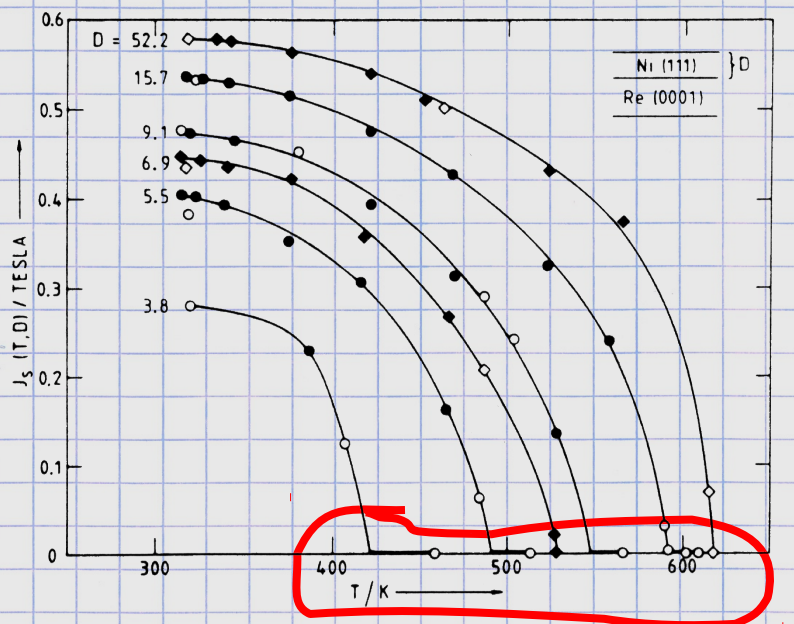 0.6
D = 52.2
15.7
9.1
6.9
5.5
3.8
0.5
0.4
0.3
0.2
0.1
0
Js (T,D) / TESLA
Ni (111)
} D
Re (0001)
300
400
500
600
T / K